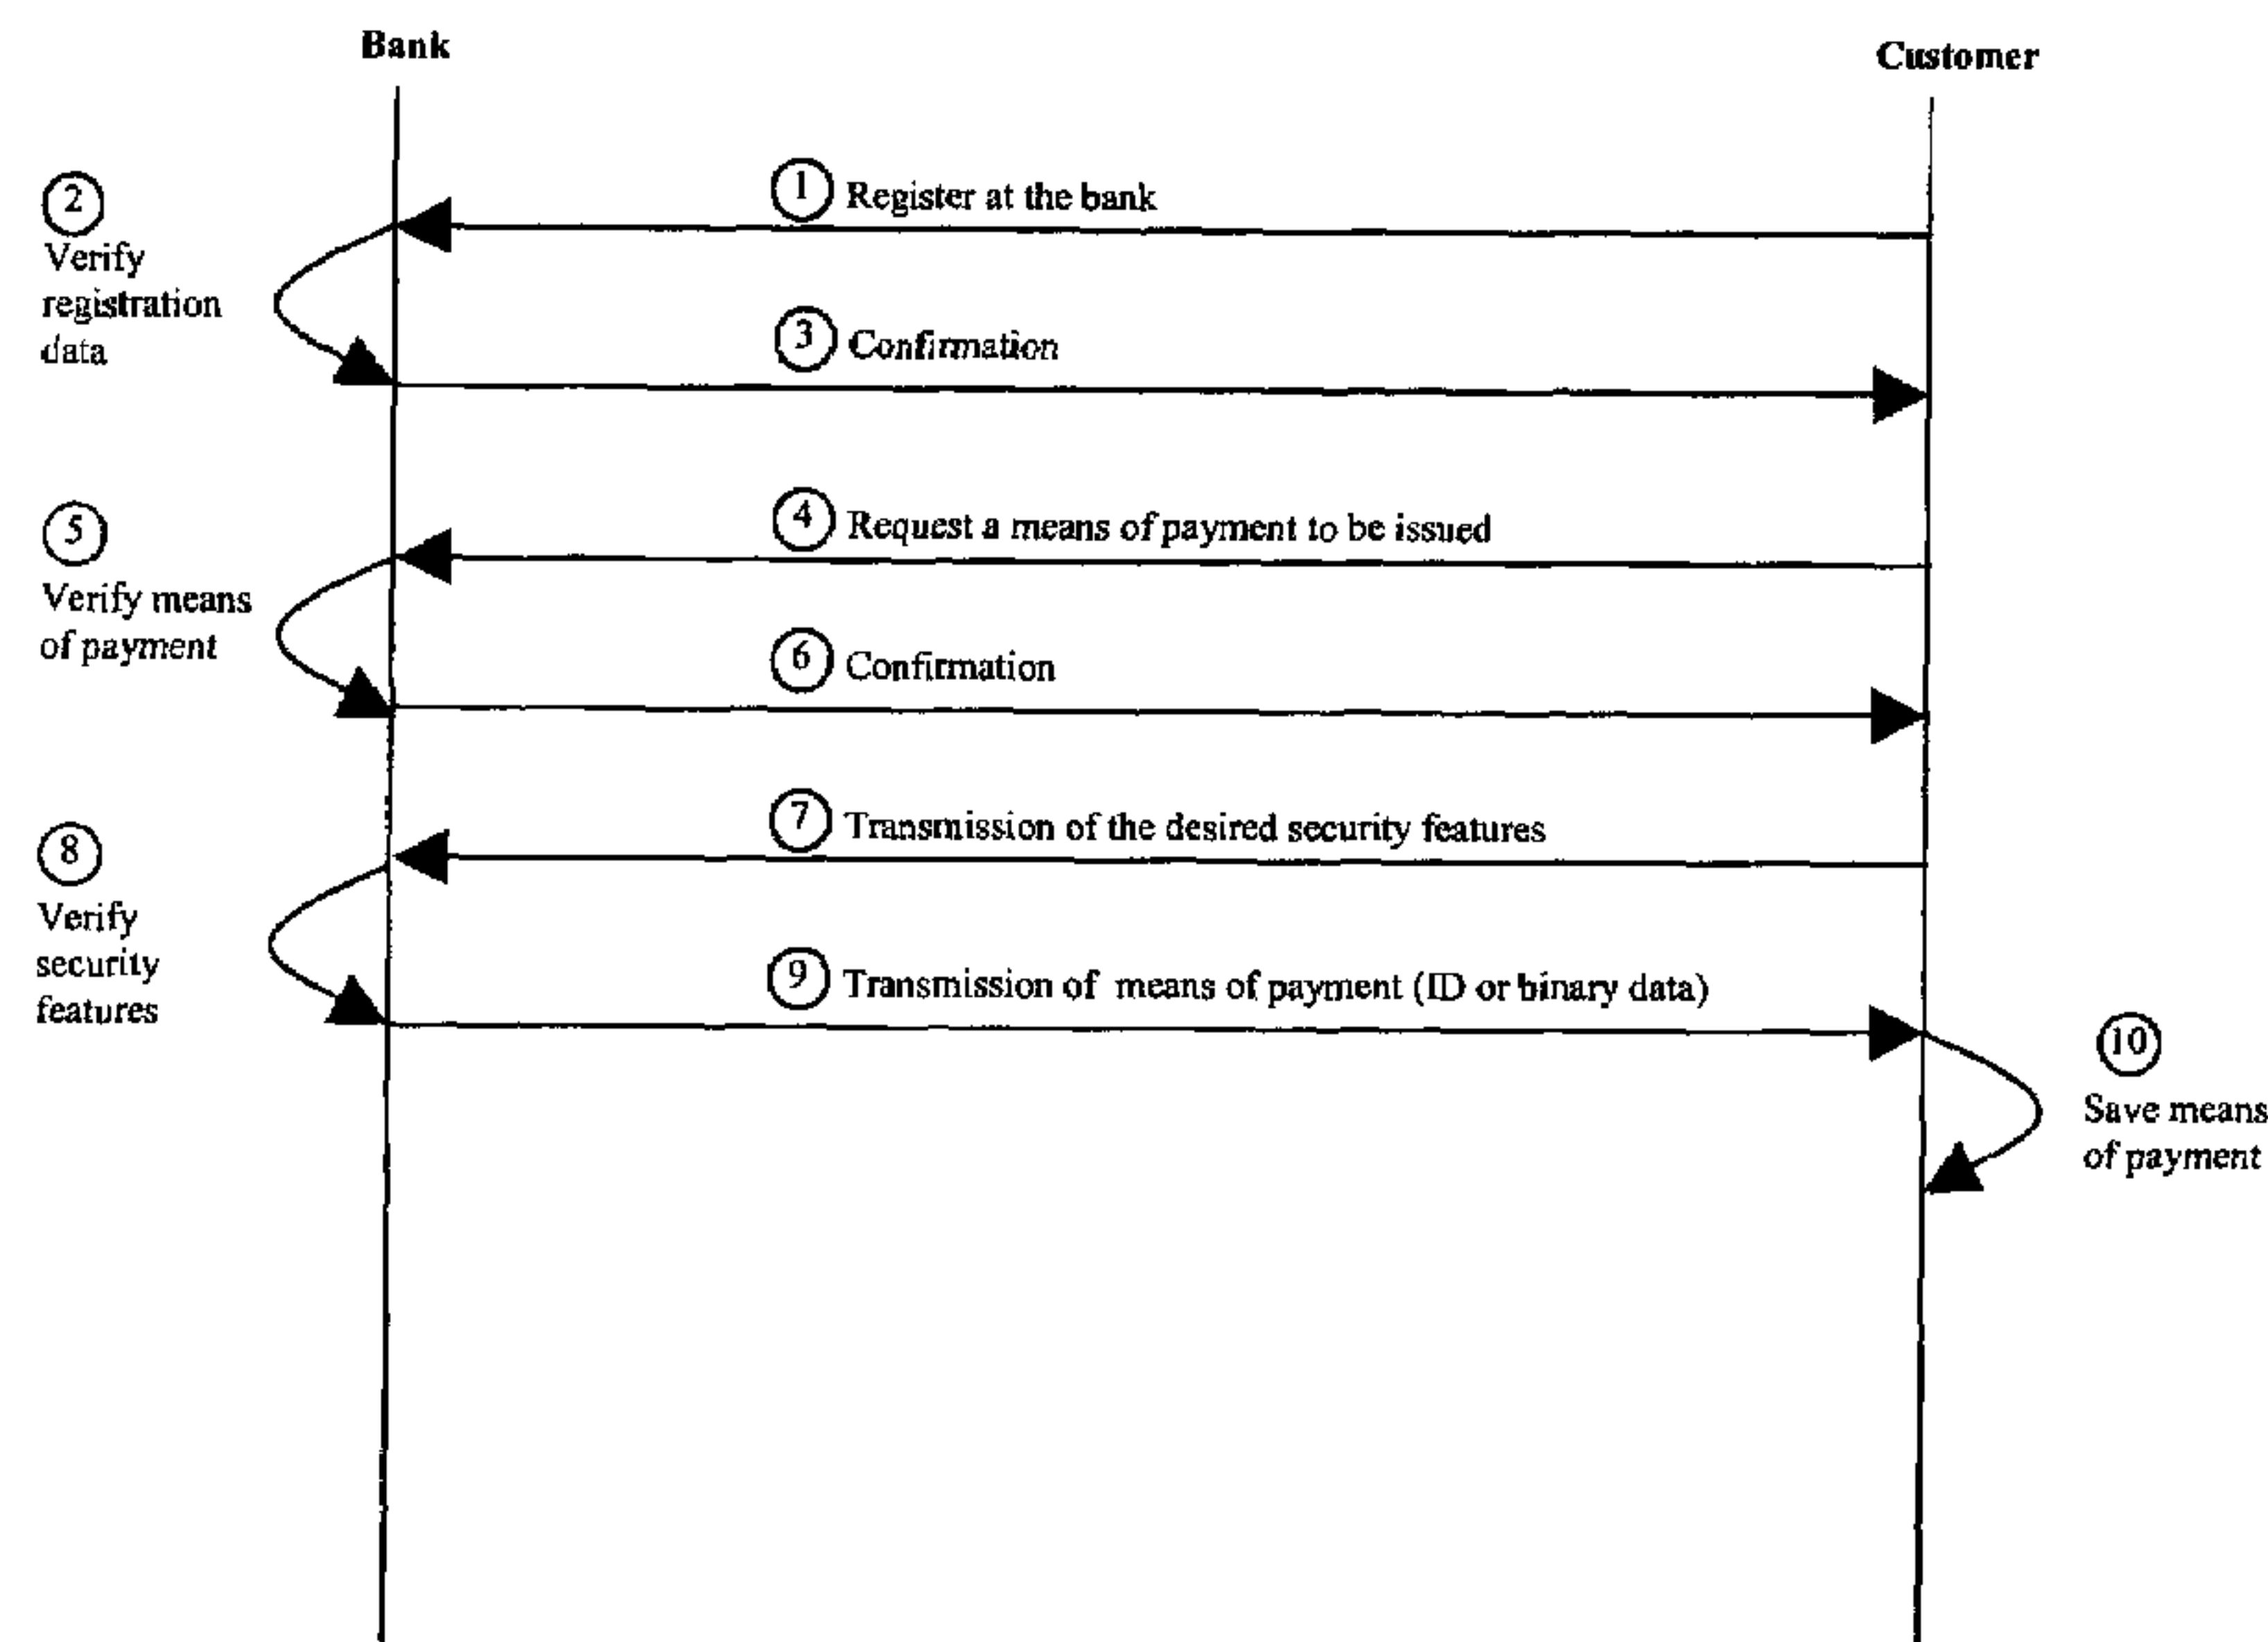 Bank
Customer
1 Register at the bank
2
Verify
registration
data
3 Confirmation
4 Request a means of payment to be issued
5
Verify means
of payment
6 Confirmation
7 Transmission of the desired security features
8
Verify
security
features
9 Transmission of means of payment (ID or binary data)
10
Save means
of payment